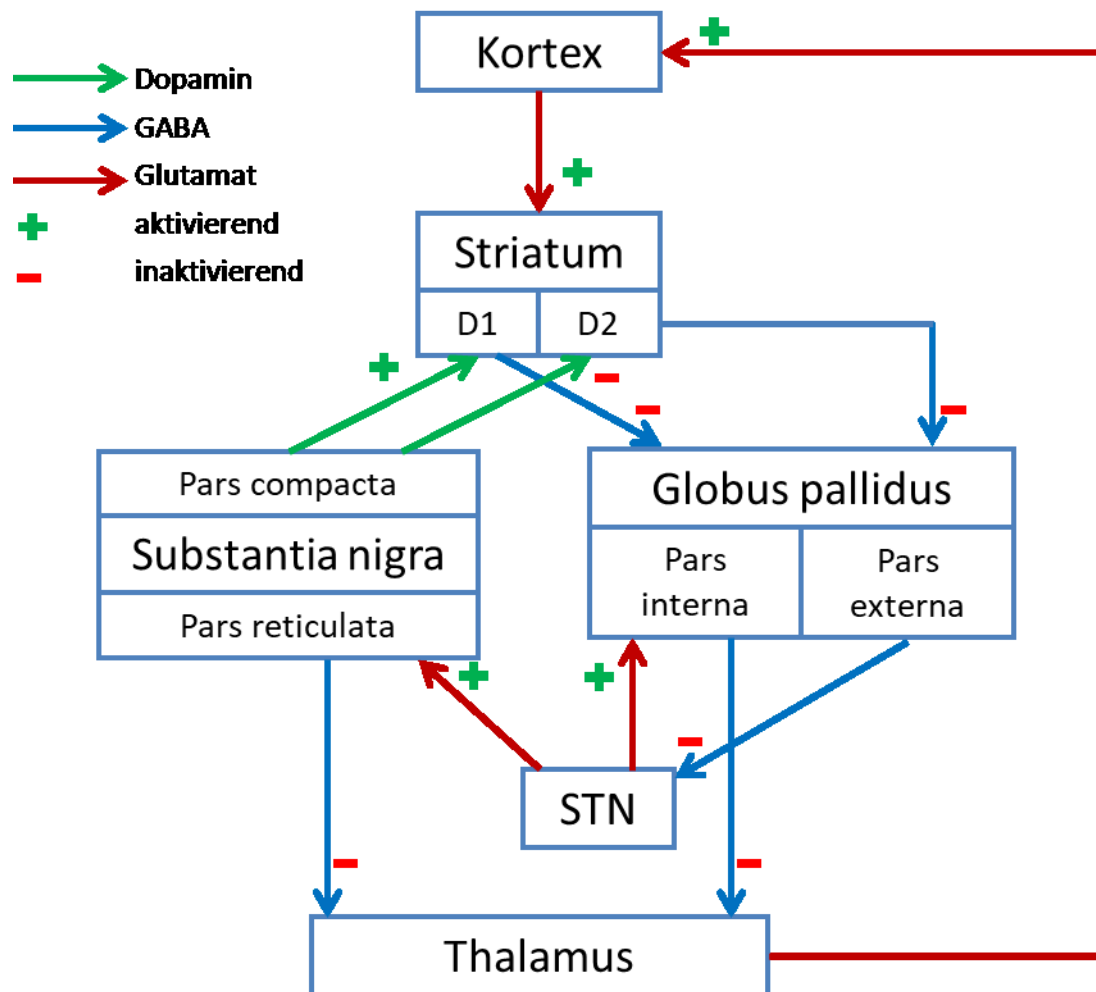 Kortex
Dopamin
GABA
Glutamat
+ aktivierend
- inaktivierend
+
+
Striatum
D1
D2
+
-
-
-
Pars compacta
Substantia nigra
Pars reticulata
Globus pallidus
Pars
interna
Pars
externa
+
+
-
STN
-
-
Thalamus